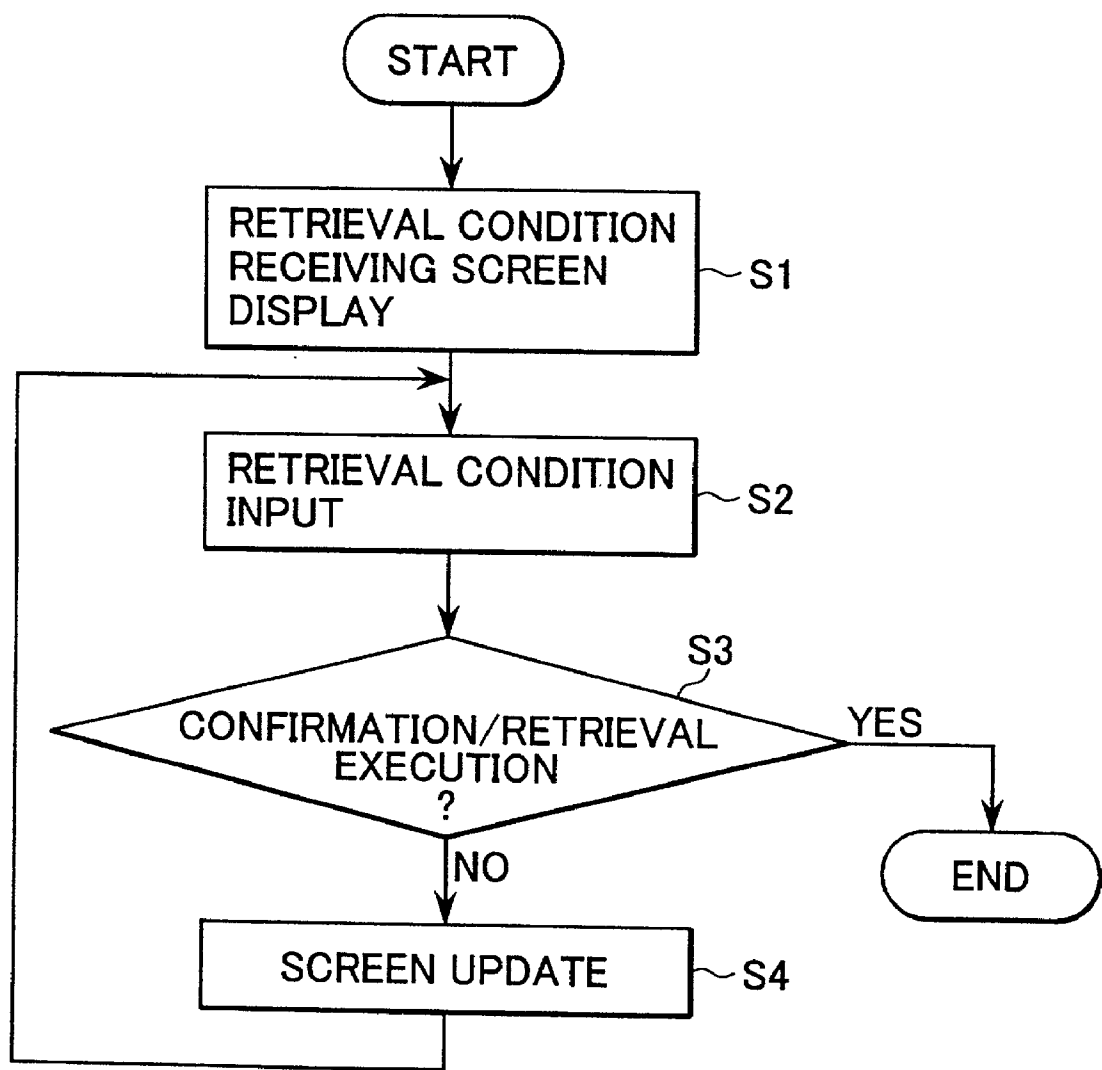 START
RETRIEVAL CONDITION
RECEIVING SCREEN
DISPLAY
S1
RETRIEVAL CONDITION
INPUT
S2
S3
CONFIRMATION/RETRIEVAL
EXECUTION
?
YES
NO
END
SCREEN UPDATE
S4